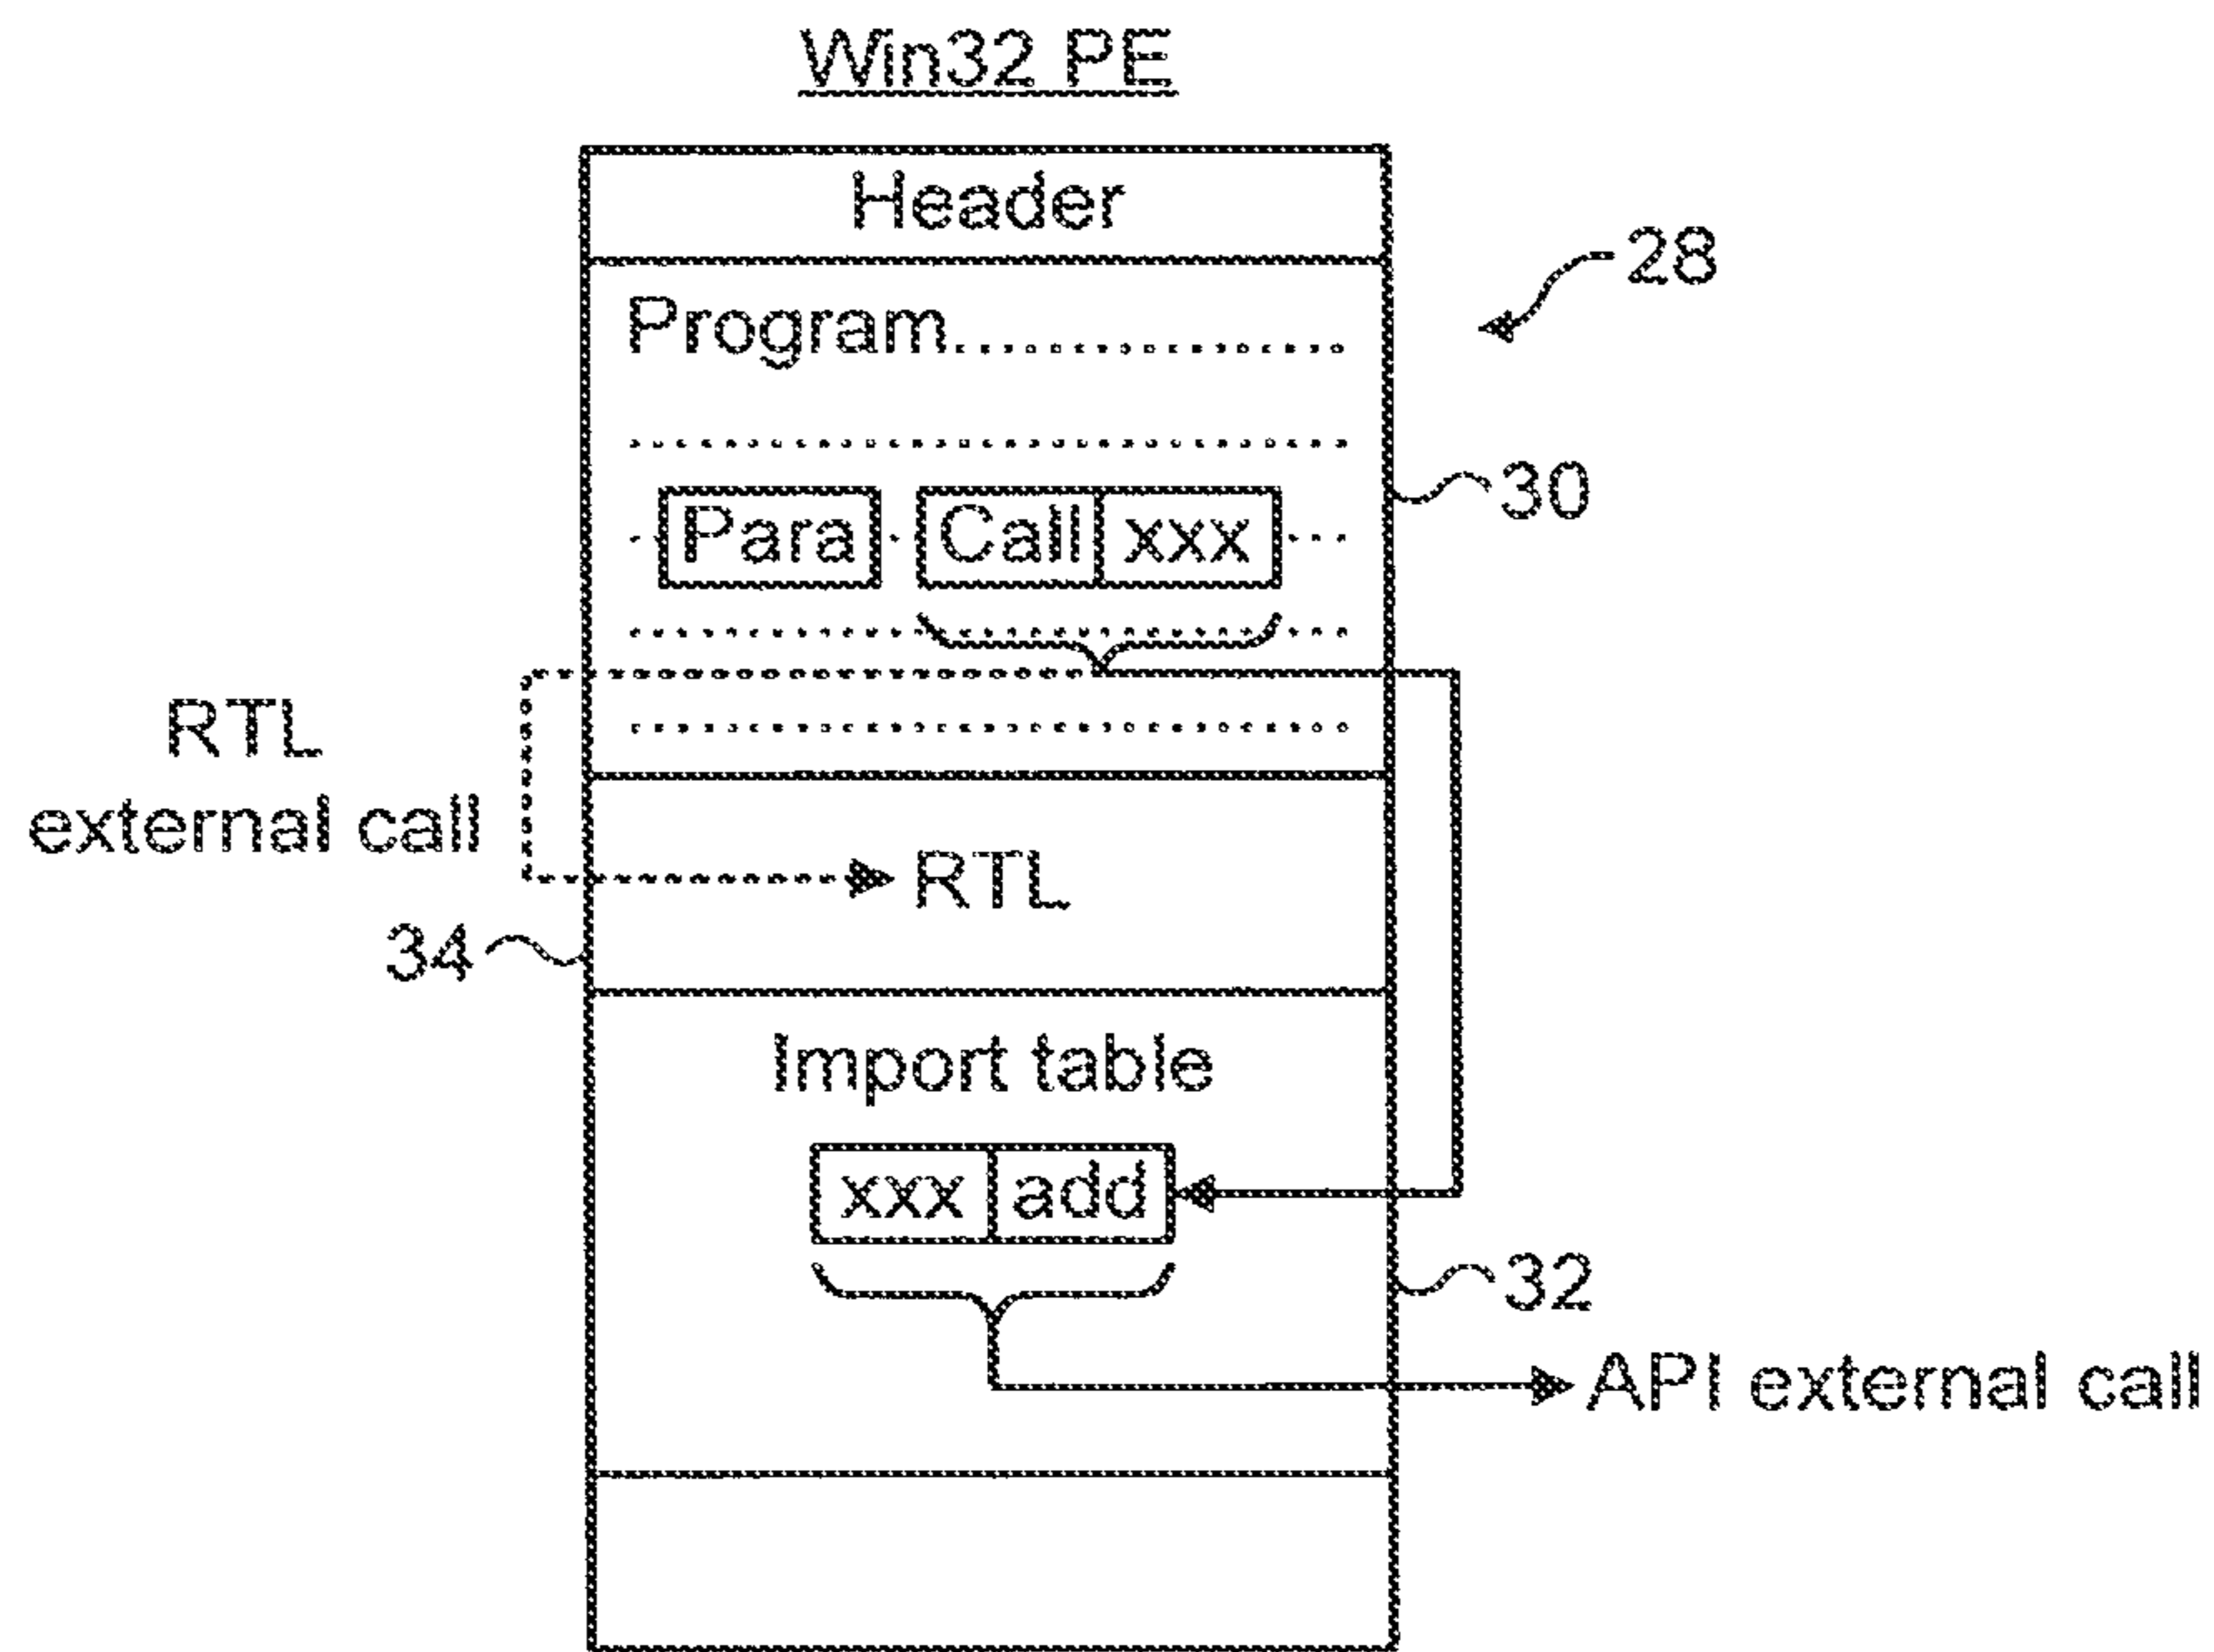 Win32 PE
Header
28
Program
30
Para
Call xxx
RTL
external call
RTL
34
Import table
xxx add
32
API external call